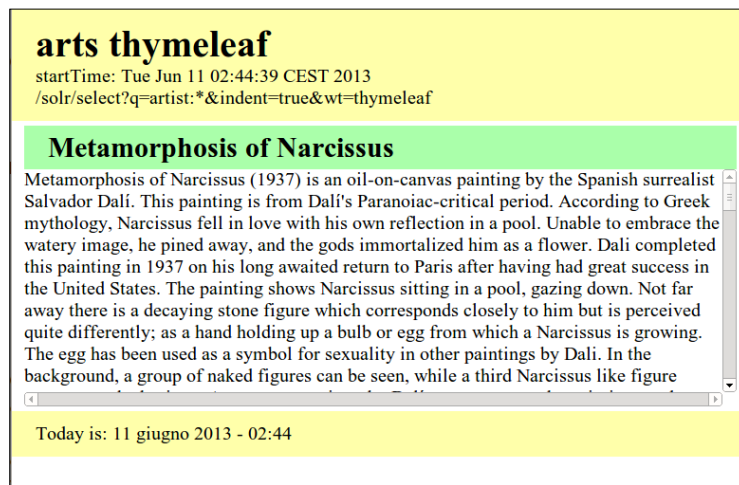 arts thymeleaf
startTime: Tue Jun 11 02:44:39 CEST 2013
/solr/select?q=artist:*&indent=true&wt=thymeleaf
Metamorphosis of Narcissus
Metamorphosis of Narcissus (1937) is an oil-on-canvas painting by the Spanish surrealist
Salvador Dalí. This painting is from Dalí's Paranoiac-critical period. According to Greek
mythology, Narcissus fell in love with his own reflection in a pool. Unable to embrace the
watery image, he pined away, and the gods immortalized him as a flower. Dali completed
this painting in 1937 on his long awaited return to Paris after having had great success in
the United States. The painting shows Narcissus sitting in a pool, gazing down. Not far
away there is a decaying stone figure which corresponds closely to him but is perceived
quite differently; as a hand holding up a bulb or egg from which a Narcissus is growing.
The egg has been used as a symbol for sexuality in other paintings by Dali. In the
background, a group of naked figures can be seen, while a third Narcissus like figure
Today is: 11 giugno 2013 - 02:44